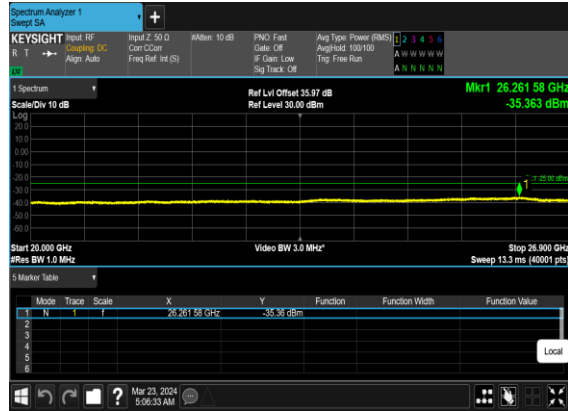 Spectrum Analyzer 1
Swept SA
+
KEYSIGHT
R T
Input: RF
Coupling: DC
Align: Auto
Input Z: 50 Ω
Corr CCorr
Freq Ref: Int (S)
#Atten: 10 dB
PNO: Fast
Gate: Off
IF Gain: Low
Sig Track: Off
Avg Type: Power (RMS)
Avg|Hold: 100/100
Trig: Free Run
1 2 3 4 5 6
A W W W W W
A N N N N N
1 Spectrum
Scale/Div 10 dB
Ref Lvl Offset 35.97 dB
Ref Level 30.00 dBm
Mkr1 26.261 58 GHz
-35.363 dBm
Log
20.0
10.0
0.00
-10.0
-20.0
-30.0
-40.0
-50.0
-60.0
1
Start 20.000 GHz
#Res BW 1.0 MHz
Video BW 3.0 MHz*
Stop 26.900 GHz
Sweep 13.3 ms (40001 pts)
5 Marker Table
Mode Trace Scale X Y Function Function Width Function Value
1 N 1 f 26.261 58 GHz -35.36 dBm
2
3
4
5
6
Local
?
Mar 23, 2024
5:06:33 AM